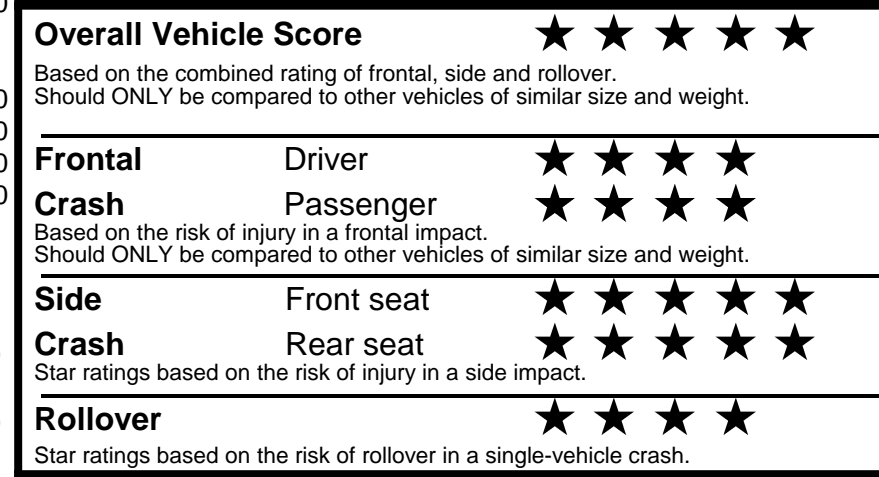 Overall Vehicle Score ★ ★ ★ ★ ★
Based on the combined rating of frontal, side and rollover.
Should ONLY be compared to other vehicles of similar size and weight.
Frontal Driver ★ ★ ★ ★
Crash Passenger ★ ★ ★ ★
Based on the risk of injury in a frontal impact.
Should ONLY be compared to other vehicles of similar size and weight.
Side Front seat ★ ★ ★ ★ ★
Crash Rear seat ★ ★ ★ ★ ★
Star ratings based on the risk of injury in a side impact.
Rollover ★ ★ ★ ★
Star ratings based on the risk of rollover in a single-vehicle crash.